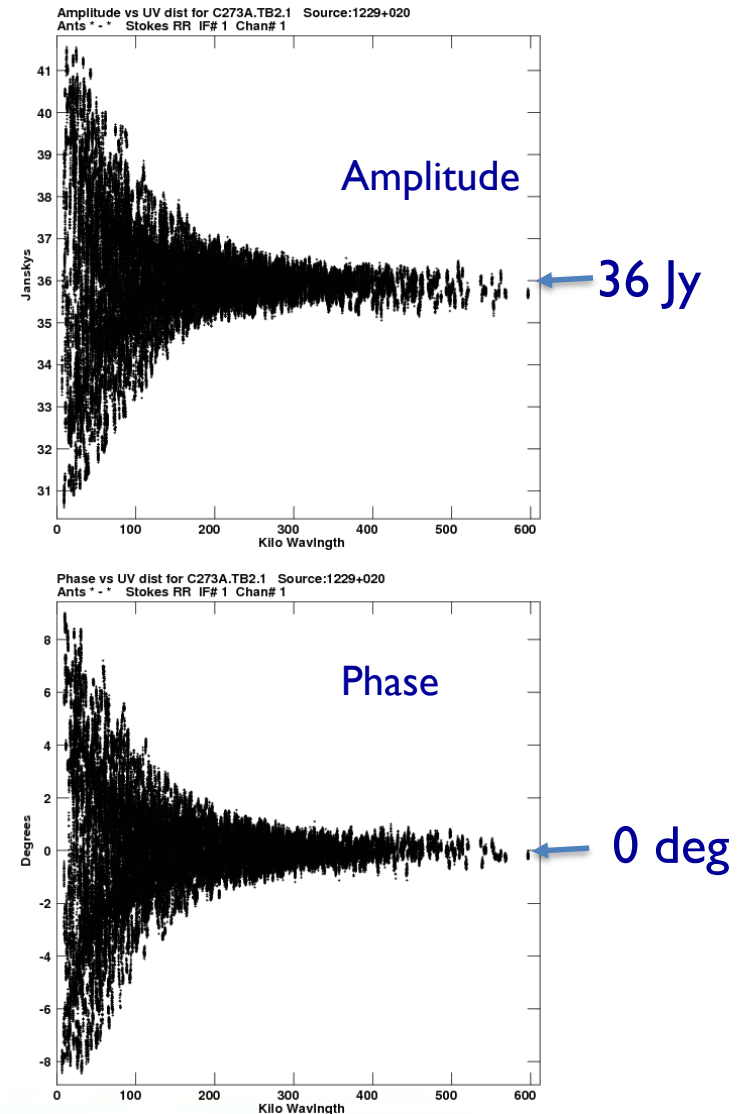 Amplitude vs UV dist for C273A.TB2.1 Source:1229+020
Ants * - * Stokes RR IF# 1 Chan# 1
41
40
39
38
37
36
35
34
33
32
31
Janskys
Amplitude
36 Jy
0 100 200 300 400 500 600
Kilo Wavlngth
Phase vs UV dist for C273A.TB2.1 Source:1229+020
Ants * - * Stokes RR IF# 1 Chan# 1
8
6
4
2
0
-2
-4
-6
-8
Degrees
Phase
0 deg
0 100 200 300 400 500 600
Kilo Wavlngth